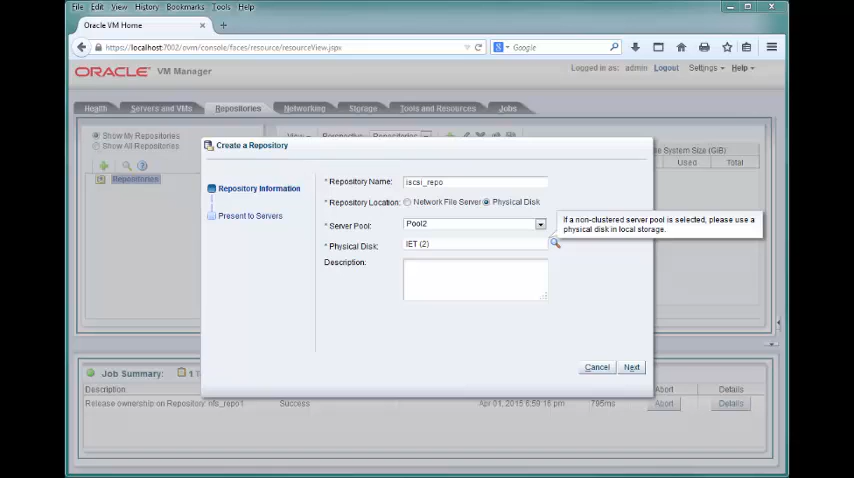 File Edit View History Bookmarks Tools Help
Oracle VM Home
https://localhost:7002/ovm/console/faces/resource/resourceView.jspx
Google
ORACLE VM Manager
Logged in as: admin Logout Settings Help
Health Servers and VMs Repositories Networking Storage Tools and Resources Jobs
Show My Repositories
Show All Repositories
View Perspective: Repositories
System Size (GiB)
Used Total
Repositories
Create a Repository
Repository Information
Present to Servers
* Repository Name: iscsi_repo
* Repository Location: Network File Server Physical Disk
* Server Pool: Pool2
* Physical Disk: IET (2)
Description:
If a non-clustered server pool is selected, please use a
physical disk in local storage.
Cancel Next
Job Summary: 1
Description Abort Details
Release ownership on Repository: nfs_repo1 Success Apr 01, 2015 6:59:16 pm 795ms Abort Details